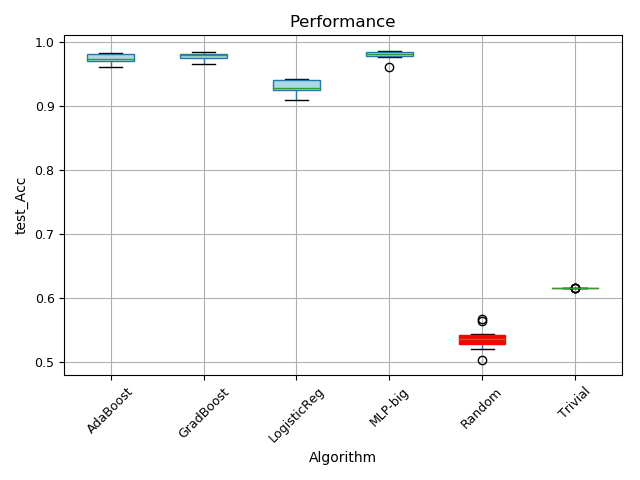 Performance
1.0
0.9
0.8
0.7
0.6
0.5
test_Acc
AdaBoost
GradBoost
LogisticReg
MLP-big
Random
Trivial
Algorithm